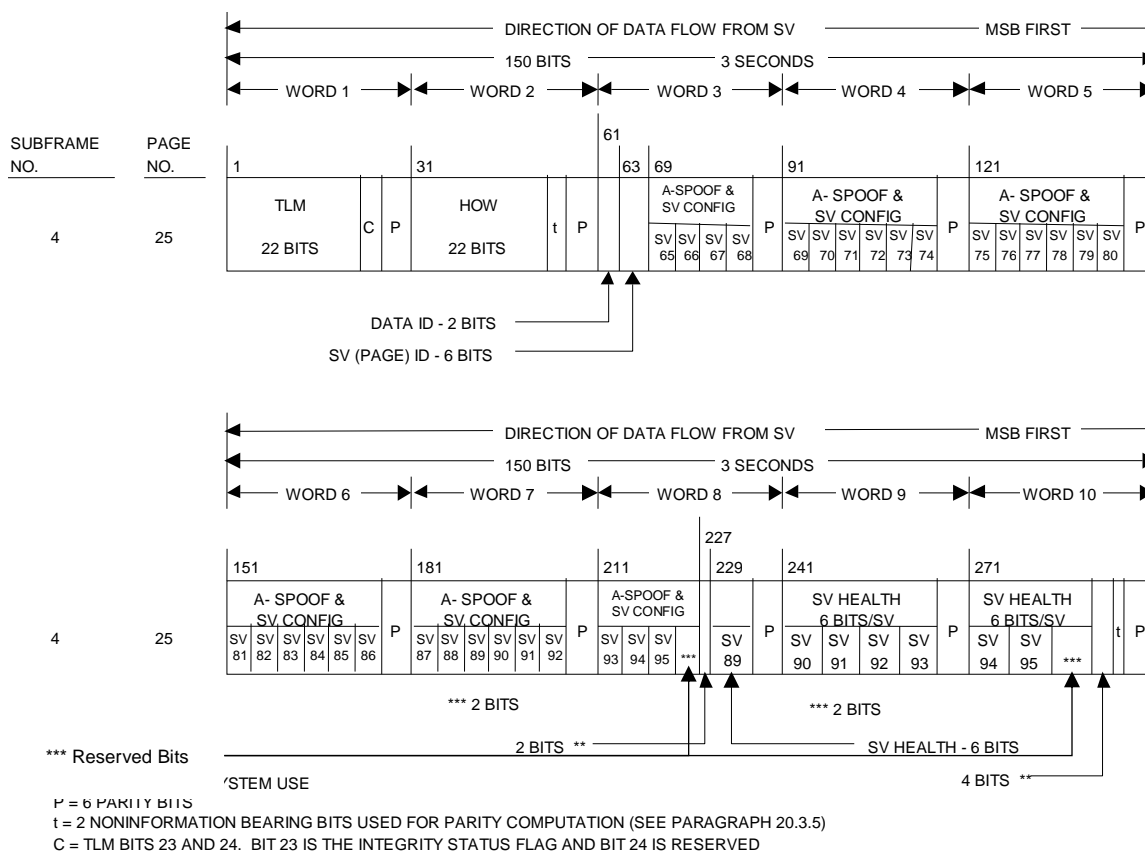 DIRECTION OF DATA FLOW FROM SV MSB FIRST
150 BITS 3 SECONDS
WORD 1 WORD 2 WORD 3 WORD 4 WORD 5
SUBFRAME NO. PAGE NO.
61
1 31 63 69 91 121
4 25
TLM 22 BITS C P
HOW 22 BITS t P
A-SPOOF & SV CONFIG
SV 65 SV 66 SV 67 SV 68 P
A- SPOOF & SV CONFIG
SV 69 SV 70 SV 71 SV 72 SV 73 SV 74 P
A- SPOOF & SV CONFIG
SV 75 SV 76 SV 77 SV 78 SV 79 SV 80 P
DATA ID - 2 BITS
SV (PAGE) ID - 6 BITS
DIRECTION OF DATA FLOW FROM SV MSB FIRST
150 BITS 3 SECONDS
WORD 6 WORD 7 WORD 8 WORD 9 WORD 10
227
151 181 211 229 241 271
4 25
A- SPOOF & SV CONFIG
SV 81 SV 82 SV 83 SV 84 SV 85 SV 86 P
A- SPOOF & SV CONFIG
SV 87 SV 88 SV 89 SV 90 SV 91 SV 92 P
A-SPOOF & SV CONFIG
SV 93 SV 94 SV 95 ***
SV 89 P
SV HEALTH 6 BITS/SV
SV 90 SV 91 SV 92 SV 93 P
SV HEALTH 6 BITS/SV
SV 94 SV 95 *** t P
*** 2 BITS *** 2 BITS
2 BITS ** SV HEALTH - 6 BITS
*** Reserved Bits
4 BITS **
YSTEM USE
P = 6 PARITY BITS
t = 2 NONINFORMATION BEARING BITS USED FOR PARITY COMPUTATION (SEE PARAGRAPH 20.3.5)
C = TLM BITS 23 AND 24. BIT 23 IS THE INTEGRITY STATUS FLAG AND BIT 24 IS RESERVED